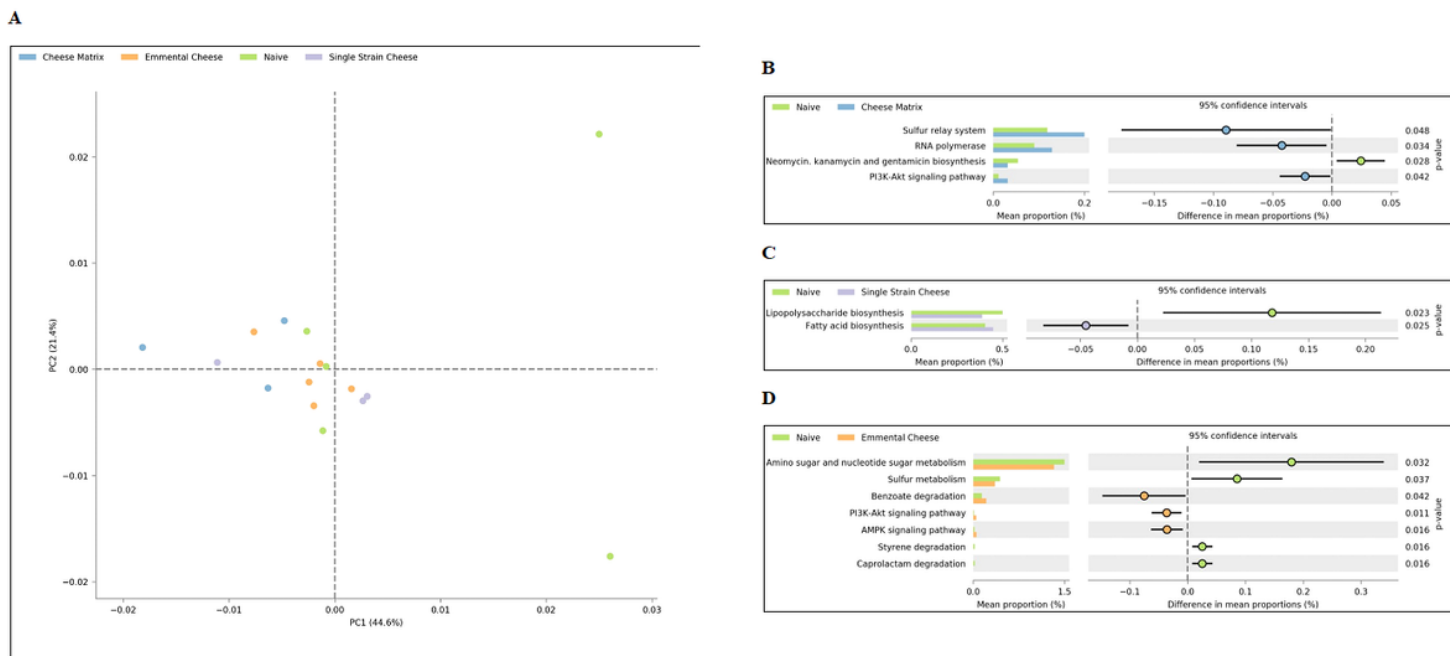 A
Cheese Matrix Emmental Cheese Naive Single Strain Cheese
0.02
0.01
0.00
−0.01
−0.02
PC2 (21.4%)
−0.02 −0.01 0.00 0.01 0.02 0.03
PC1 (44.6%)
B
Naive Cheese Matrix 95% confidence intervals
Sulfur relay system 0.048
RNA polymerase 0.034
Neomycin. kanamycin and gentamicin biosynthesis 0.028
PI3K-Akt signaling pathway 0.042
p-value
0.0 0.2 −0.15 −0.10 −0.05 0.00 0.05
Mean proportion (%) Difference in mean proportions (%)
C
Naive Single Strain Cheese 95% confidence intervals
Lipopolysaccharide biosynthesis 0.023
Fatty acid biosynthesis 0.025
p-value
0.0 0.5 −0.05 0.00 0.05 0.10 0.15 0.20
Mean proportion (%) Difference in mean proportions (%)
D
Naive Emmental Cheese 95% confidence intervals
Amino sugar and nucleotide sugar metabolism 0.032
Sulfur metabolism 0.037
Benzoate degradation 0.042
PI3K-Akt signaling pathway 0.011
AMPK signaling pathway 0.016
Styrene degradation 0.016
Caprolactam degradation 0.016
p-value
0.0 1.5 −0.1 0.0 0.1 0.2 0.3
Mean proportion (%) Difference in mean proportions (%)